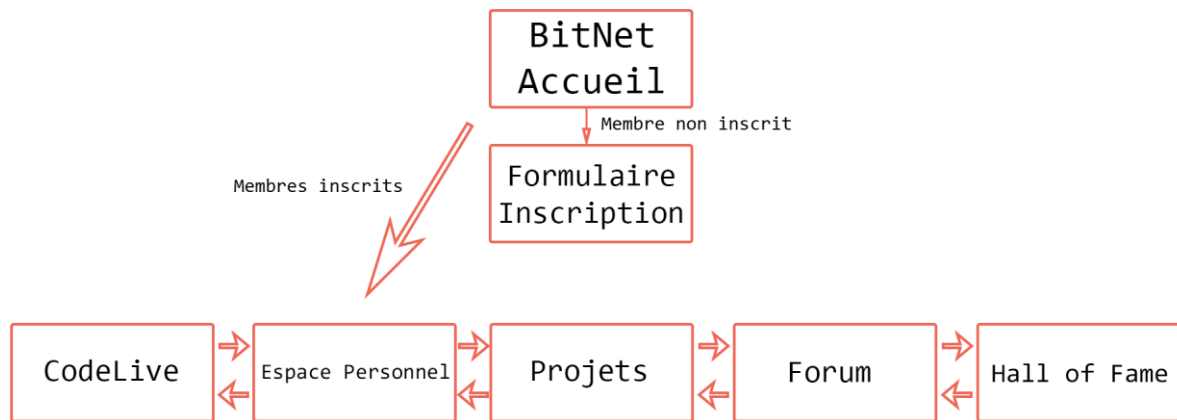 BitNet
Accueil
Membre non inscrit
Formulaire
Inscription
Membres inscrits
CodeLive
Espace Personnel
Projets
Forum
Hall of Fame